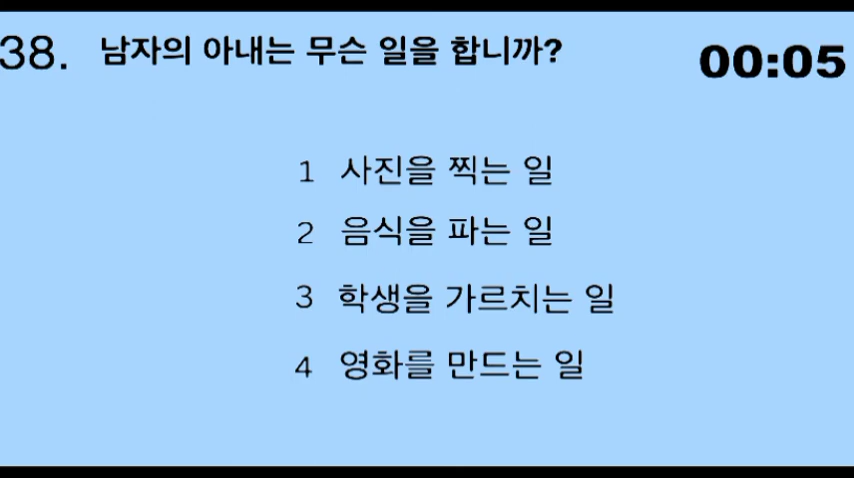 38. 남자의 아내는 무슨 일을 합니까?
00:05
1 사진을 찍는 일
2 음식을 파는 일
3 학생을 가르치는 일
4 영화를 만드는 일